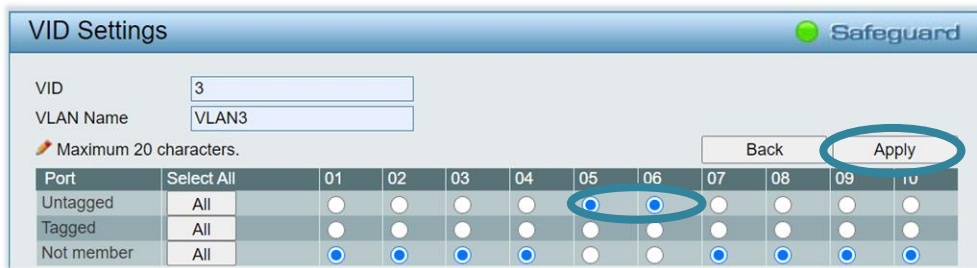 VID Settings Safeguard
VID 3
VLAN Name VLAN3
Maximum 20 characters.
Back Apply
Port Select All 01 02 03 04 05 06 07 08 09 10
Untagged All
Tagged All
Not member All